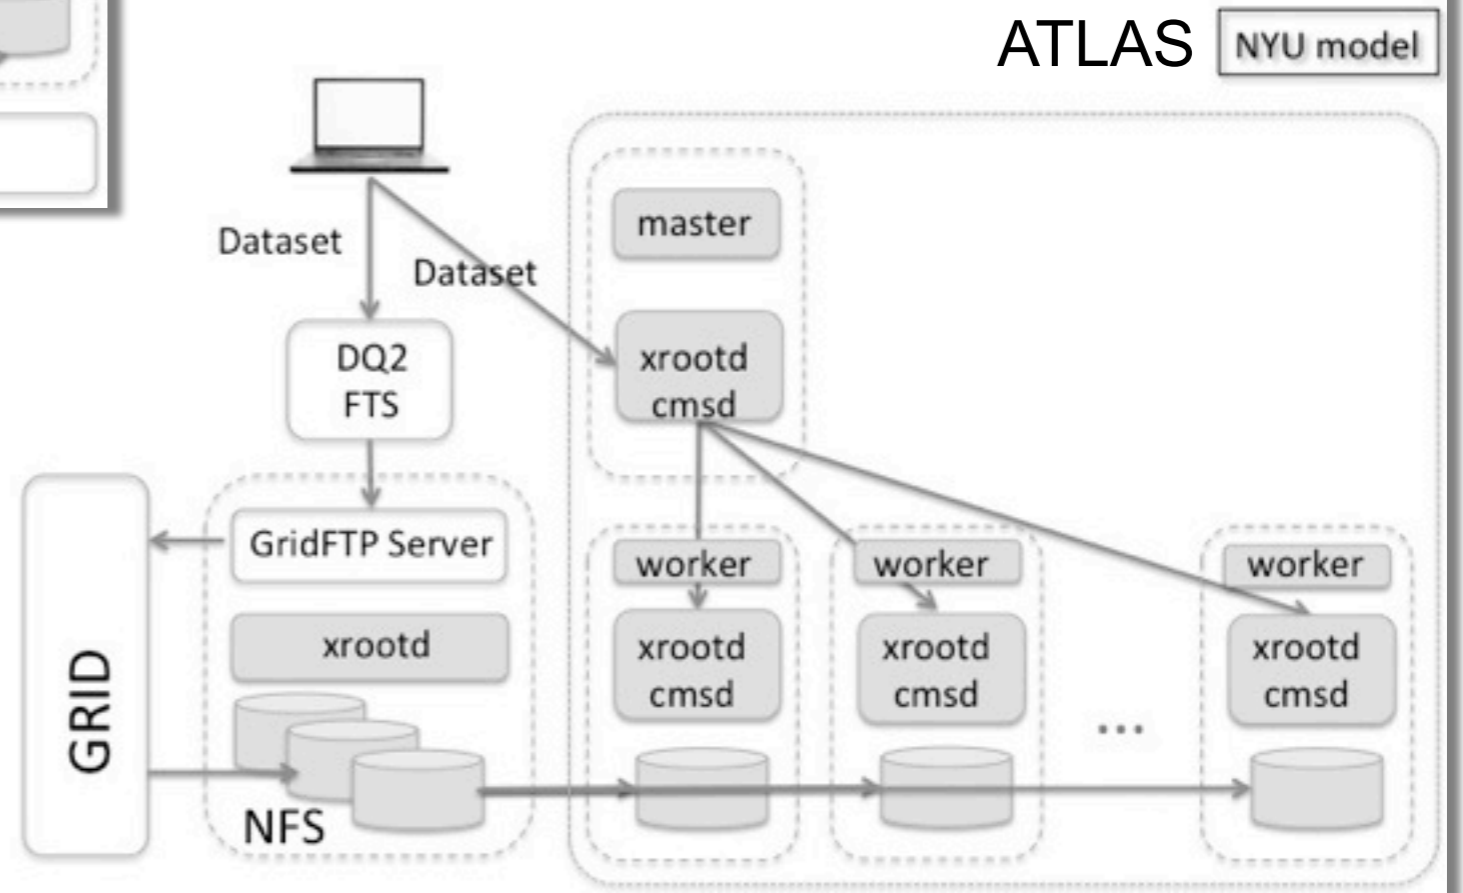 ATLAS
NYU model
Dataset
Dataset
master
DQ2
FTS
xrootd
cmsd
GRID
GridFTP Server
xrootd
NFS
worker
xrootd
cmsd
worker
xrootd
cmsd
...
worker
xrootd
cmsd